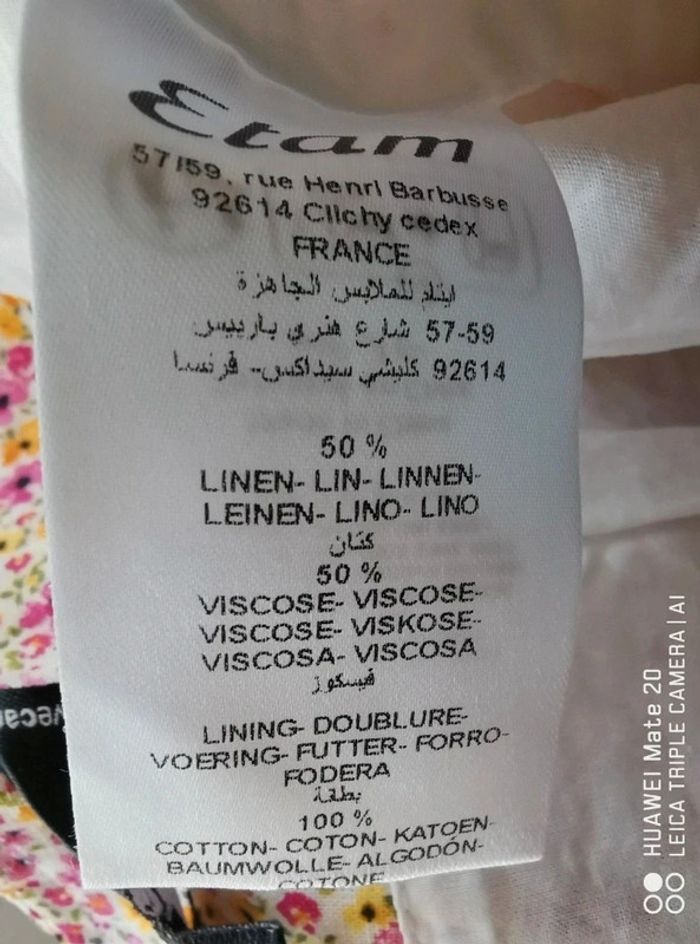 Etam
57/59, rue Henri Barbusse
92614 Clichy cedex
FRANCE
ايتام للملابس الجاهزة
57-59 شارع هنري باربيس
92614 كليشي سيداكس- فرنسا
50 %
LINEN- LIN- LINNEN-
LEINEN- LINO- LINO
كتان
50 %
VISCOSE- VISCOSE-
VISCOSE- VISKOSE-
VISCOSA- VISCOSA
فيسكوز
LINING- DOUBLURE-
VOERING- FUTTER- FORRO-
FODERA
بطانة
100 %
COTTON- COTON- KATOEN-
BAUMWOLLE- ALGODÓN-
COTONE
HUAWEI Mate 20
LEICA TRIPLE CAMERA | AI